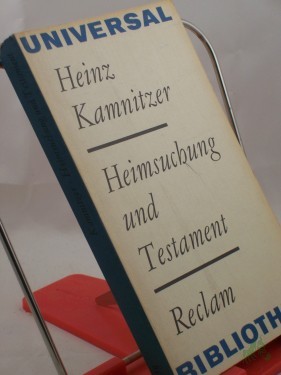 UNIVERSAL
Heinz
Kamnitzer
Heimsuchung
und
Testament
Reclam
BIBLIOTH